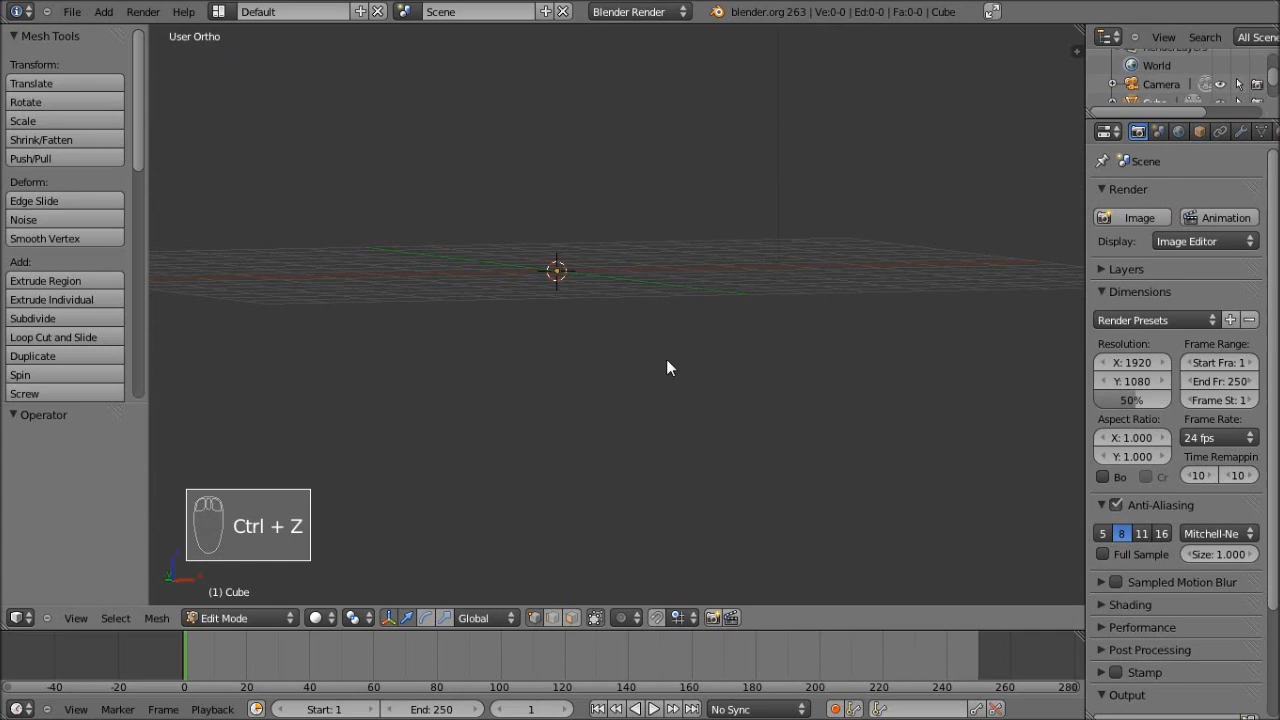 File Add Render Help Default Scene Blender Render blender.org 263 | Ve:0-0 | Ed:0-0 | Fa:0-0 | Cube
Mesh Tools
Transform:
Translate
Rotate
Scale
Shrink/Fatten
Push/Pull
Deform:
Edge Slide
Noise
Smooth Vertex
Add:
Extrude Region
Extrude Individual
Subdivide
Loop Cut and Slide
Duplicate
Spin
Screw
Operator
User Ortho
Ctrl + Z
(1) Cube
View Select Mesh Edit Mode Global
View Search All Scene
World
Camera
Scene
Render
Image Animation
Display: Image Editor
Layers
Dimensions
Render Presets
Resolution: Frame Range:
X: 1920 Start Fra: 1
Y: 1080 End Fr: 250
50% Frame St: 1
Aspect Ratio: Frame Rate:
X: 1.000 24 fps
Y: 1.000 Time Remappin
Bo Cr 10 10
Anti-Aliasing
5 8 11 16 Mitchell-Ne
Full Sample Size: 1.000
Sampled Motion Blur
Shading
Performance
Post Processing
Stamp
Output
-40 -20 0 20 40 60 80 100 120 140 160 180 200 220 240 260 280
View Marker Frame Playback Start: 1 End: 250 1 No Sync